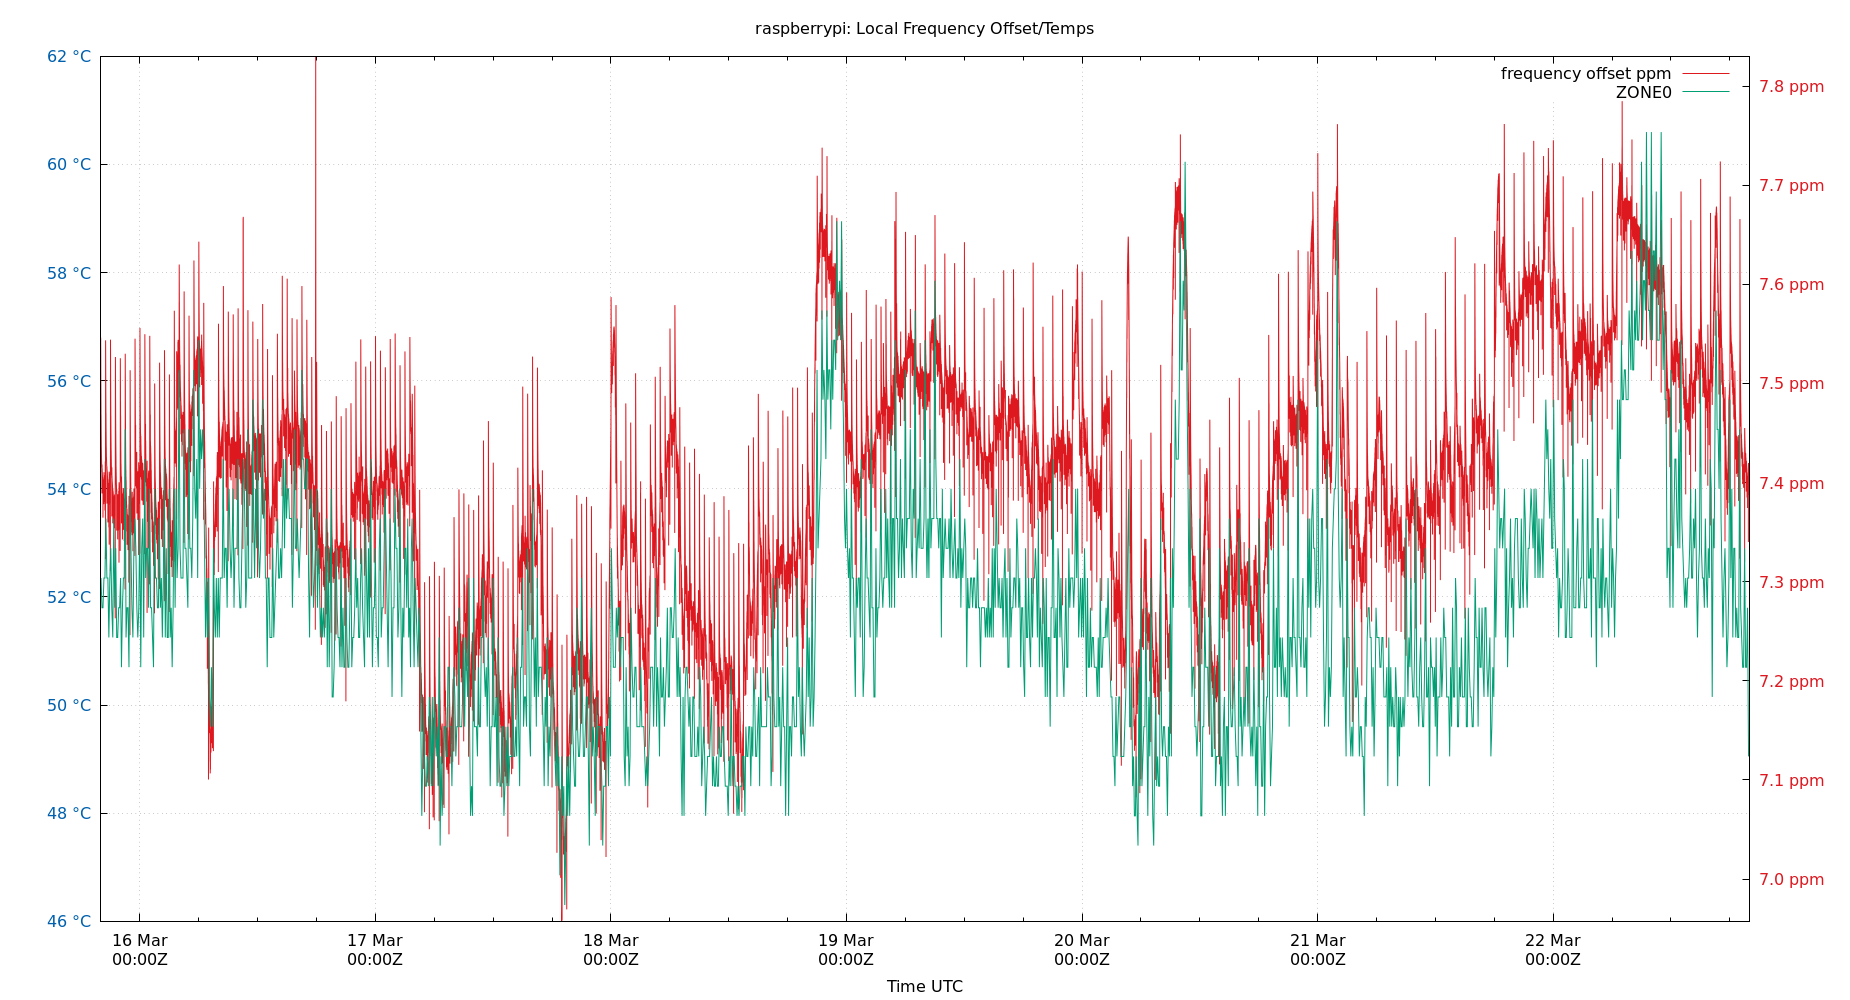 raspberrypi: Local Frequency Offset/Temps
frequency offset ppm
ZONE0
62 °C
60 °C
58 °C
56 °C
54 °C
52 °C
50 °C
48 °C
46 °C
7.8 ppm
7.7 ppm
7.6 ppm
7.5 ppm
7.4 ppm
7.3 ppm
7.2 ppm
7.1 ppm
7.0 ppm
16 Mar
00:00Z
17 Mar
00:00Z
18 Mar
00:00Z
19 Mar
00:00Z
20 Mar
00:00Z
21 Mar
00:00Z
22 Mar
00:00Z
Time UTC